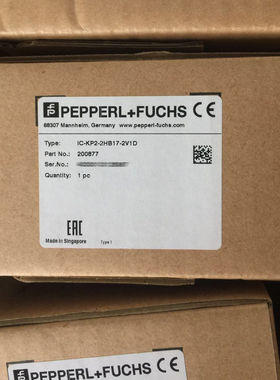 PEPPERL+FUCHS CE
68307 Mannheim, Germany www.pepperl-fuchs.com
Type: IC-KP2-2HB17-2V1D
Part No.: 200877
Ser.No.:
Quantity: 1 pc
EAC
Made in Singapore Type I
PEPPERL+FUCHS CE